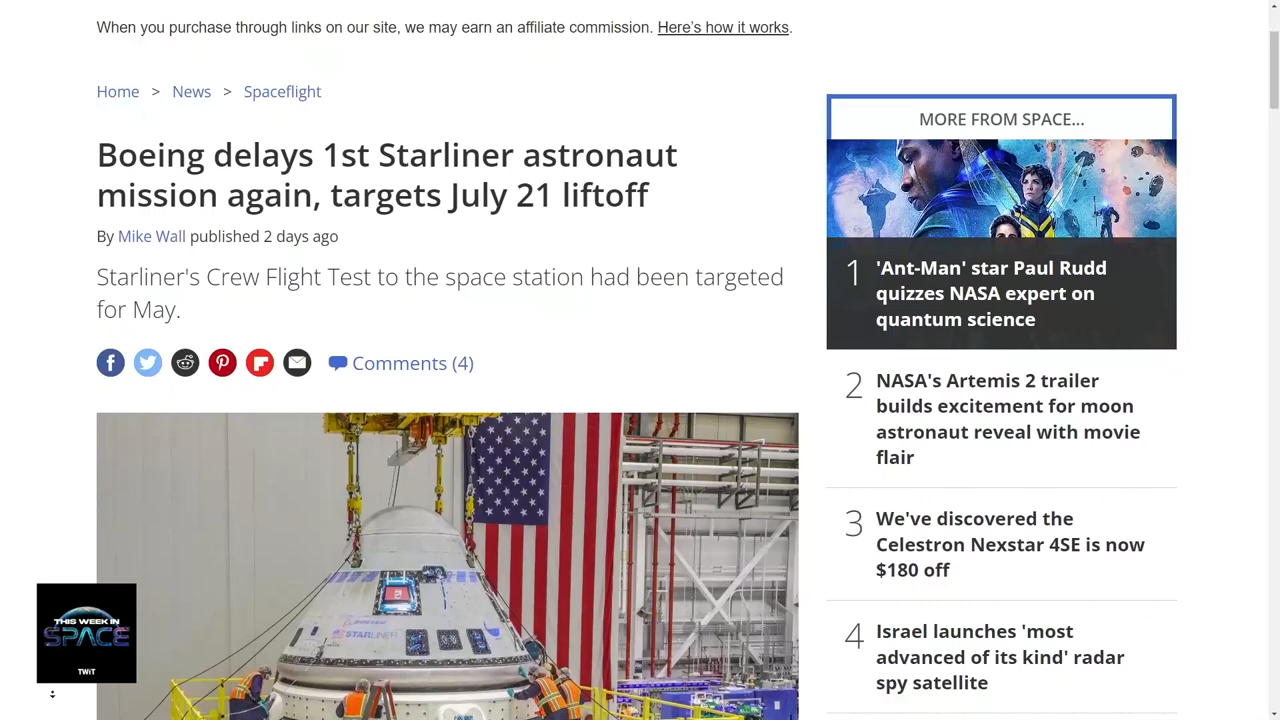 When you purchase through links on our site, we may earn an affiliate commission. Here's how it works.
Home > News > Spaceflight
Boeing delays 1st Starliner astronaut
mission again, targets July 21 liftoff
By Mike Wall published 2 days ago
Starliner's Crew Flight Test to the space station had been targeted
for May.
Comments (4)
STARLINER
THIS WEEK IN
SPACE
TWiT
MORE FROM SPACE...
1
'Ant-Man' star Paul Rudd
quizzes NASA expert on
quantum science
2
NASA's Artemis 2 trailer
builds excitement for moon
astronaut reveal with movie
flair
3
We've discovered the
Celestron Nexstar 4SE is now
$180 off
4
Israel launches 'most
advanced of its kind' radar
spy satellite